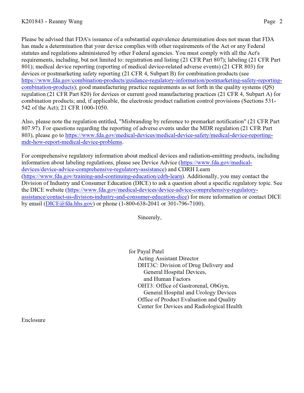 K201843 - Reanny Wang Page 2
Please be advised that FDA's issuance of a substantial equivalence determination does not mean that FDA
has made a determination that your device complies with other requirements of the Act or any Federal
statutes and regulations administered by other Federal agencies. You must comply with all the Act's
requirements, including, but not limited to: registration and listing (21 CFR Part 807); labeling (21 CFR Part
801); medical device reporting (reporting of medical device-related adverse events) (21 CFR 803) for
devices or postmarketing safety reporting (21 CFR 4, Subpart B) for combination products (see
https://www.fda.gov/combination-products/guidance-regulatory-information/postmarketing-safety-reporting-
combination-products); good manufacturing practice requirements as set forth in the quality systems (QS)
regulation (21 CFR Part 820) for devices or current good manufacturing practices (21 CFR 4, Subpart A) for
combination products; and, if applicable, the electronic product radiation control provisions (Sections 531-
542 of the Act); 21 CFR 1000-1050.
Also, please note the regulation entitled, "Misbranding by reference to premarket notification" (21 CFR Part
807.97). For questions regarding the reporting of adverse events under the MDR regulation (21 CFR Part
803), please go to https://www.fda.gov/medical-devices/medical-device-safety/medical-device-reporting-
mdr-how-report-medical-device-problems.
For comprehensive regulatory information about medical devices and radiation-emitting products, including
information about labeling regulations, please see Device Advice (https://www.fda.gov/medical-
devices/device-advice-comprehensive-regulatory-assistance) and CDRH Learn
(https://www.fda.gov/training-and-continuing-education/cdrh-learn). Additionally, you may contact the
Division of Industry and Consumer Education (DICE) to ask a question about a specific regulatory topic. See
the DICE website (https://www.fda.gov/medical-devices/device-advice-comprehensive-regulatory-
assistance/contact-us-division-industry-and-consumer-education-dice) for more information or contact DICE
by email (DICE@fda.hhs.gov) or phone (1-800-638-2041 or 301-796-7100).
Sincerely,
for Payal Patel
Acting Assistant Director
DHT3C: Division of Drug Delivery and
General Hospital Devices,
and Human Factors
OHT3: Office of Gastrorenal, ObGyn,
General Hospital and Urology Devices
Office of Product Evaluation and Quality
Center for Devices and Radiological Health
Enclosure